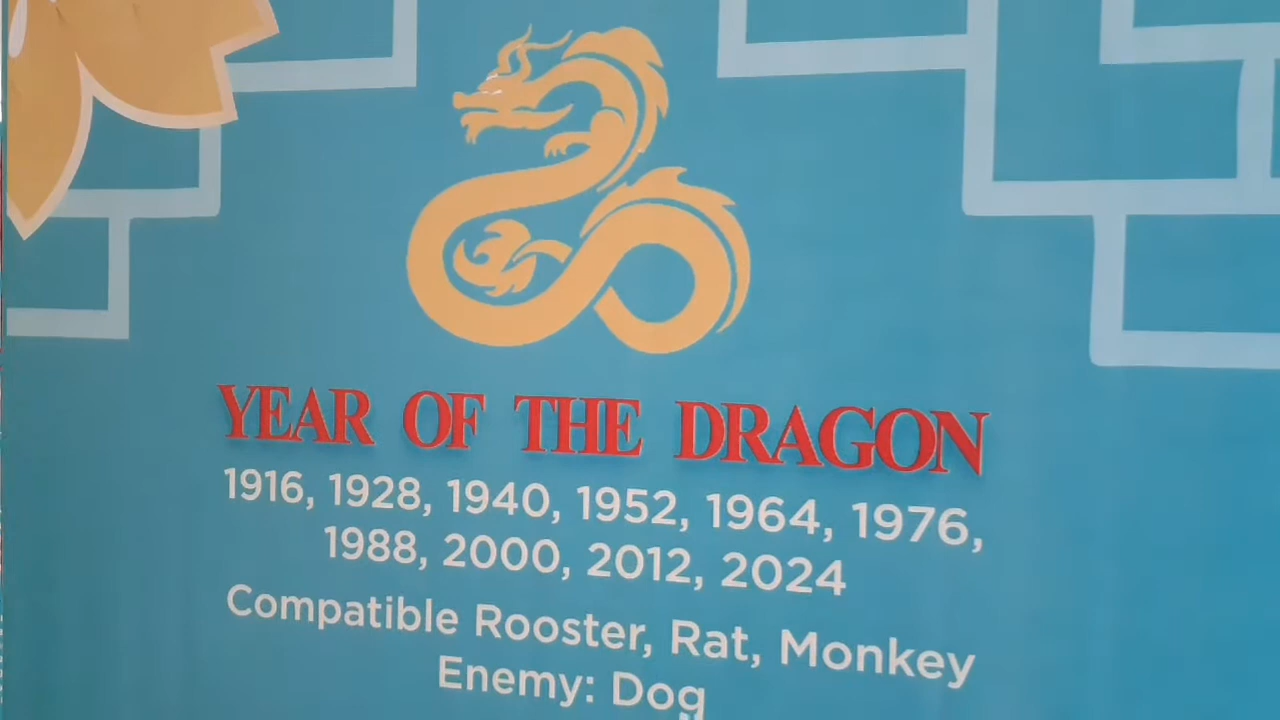 YEAR OF THE DRAGON
1916, 1928, 1940, 1952, 1964, 1976,
1988, 2000, 2012, 2024
Compatible Rooster, Rat, Monkey
Enemy: Dog